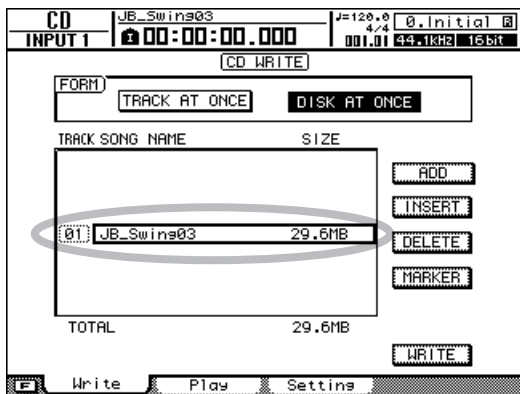 CD JB_Swing03 J=120.0 0.Initial
INPUT 1 00:00:00.000 4/4 001.01 44.1kHz 16bit
CD WRITE
FORM
TRACK AT ONCE DISK AT ONCE
TRACK SONG NAME SIZE
ADD
INSERT
01 JB_Swing03 29.6MB
DELETE
MARKER
TOTAL 29.6MB
WRITE
F Write Play Setting